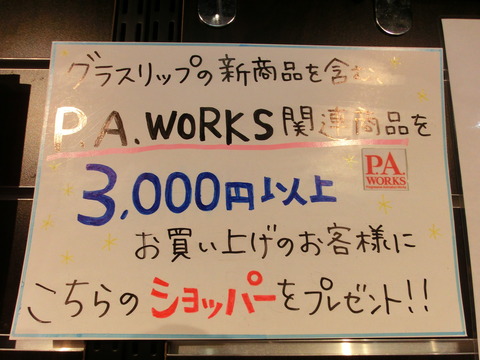 グラスリップの新商品を含む、
P.A.WORKS関連商品を
3,000円以上
P.A.
WORKS
お買い上げのお客様に
こちらのショッパーをプレゼント!!